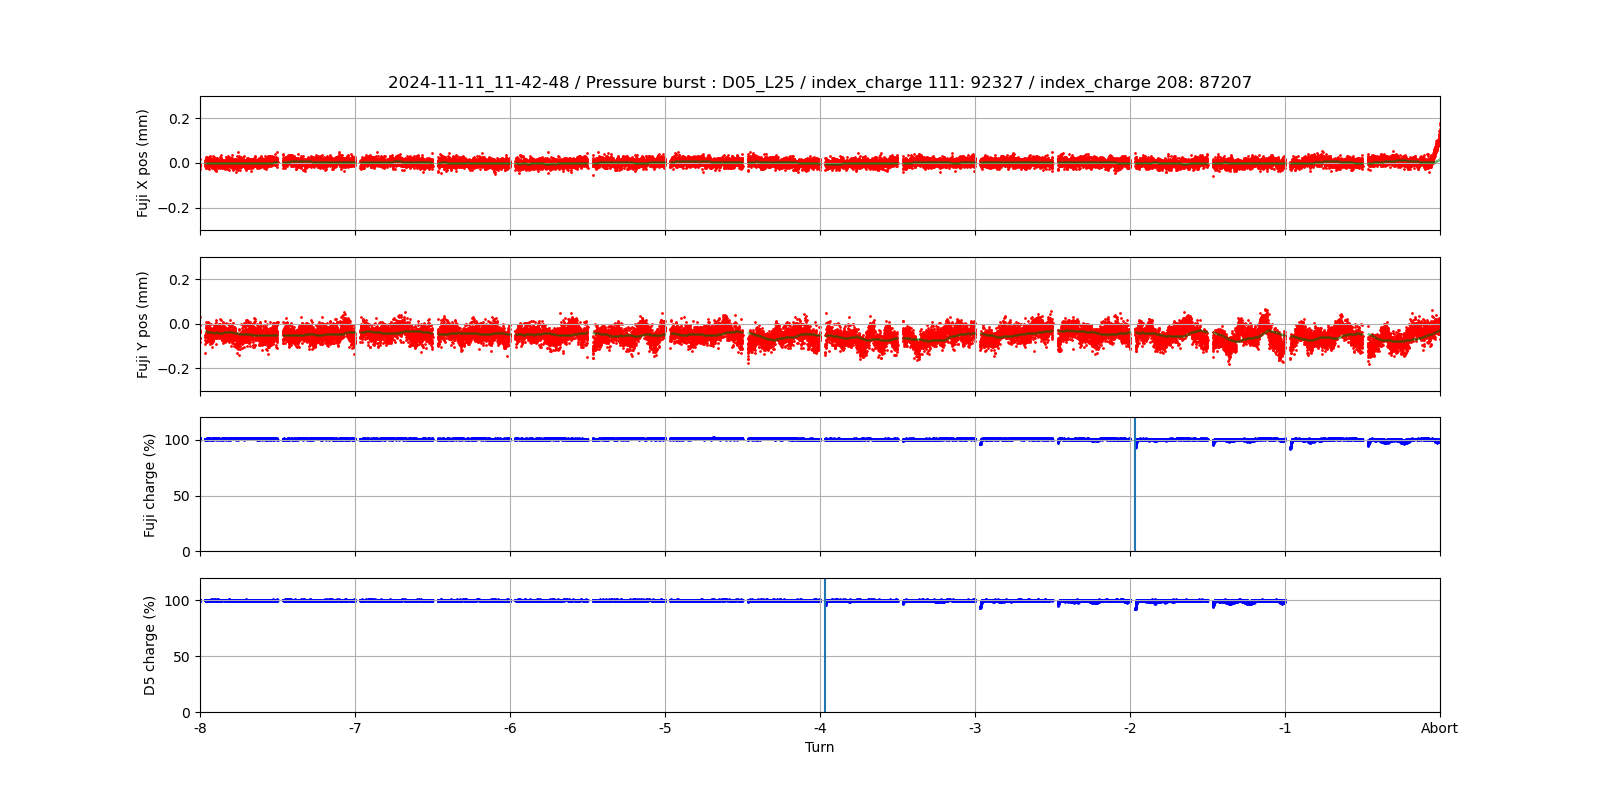 2024-11-11_11-42-48 / Pressure burst : D05_L25 / index_charge 111: 92327 / index_charge 208: 87207
Fuji X pos (mm)
0.2
0.0
−0.2
Fuji Y pos (mm)
0.2
0.0
−0.2
Fuji charge (%)
100
50
0
D5 charge (%)
100
50
0
-8 -7 -6 -5 -4 -3 -2 -1 Abort
Turn